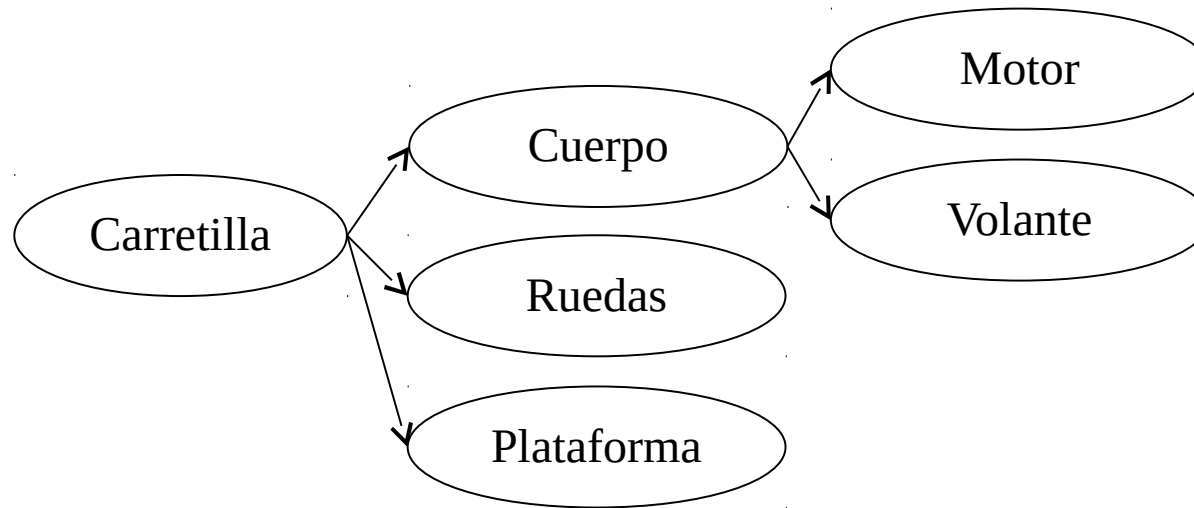 Carretilla
Cuerpo
Ruedas
Plataforma
Motor
Volante